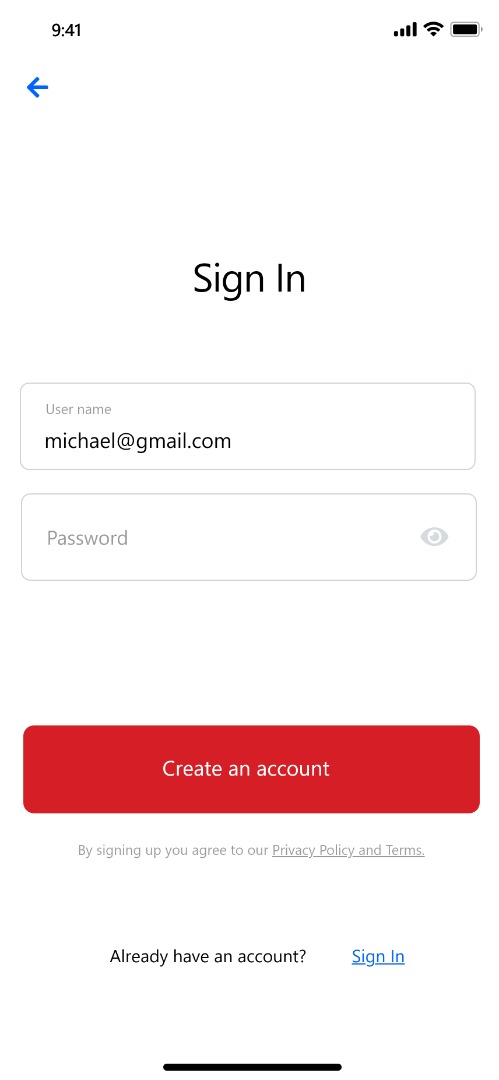 9:41
Sign In
User name
michael@gmail.com
Password
Create an account
By signing up you agree to our Privacy Policy and Terms.
Already have an account? Sign In